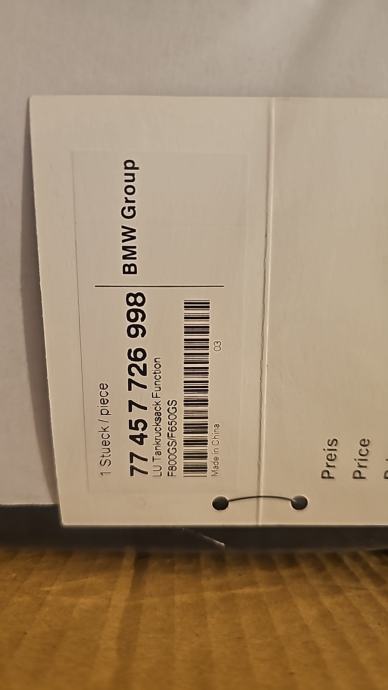 1 Stueck / piece
77 45 7 726 998 BMW Group
LU Tankrucksack Function
F800GS/F650GS
Made in China 03
Preis
Price